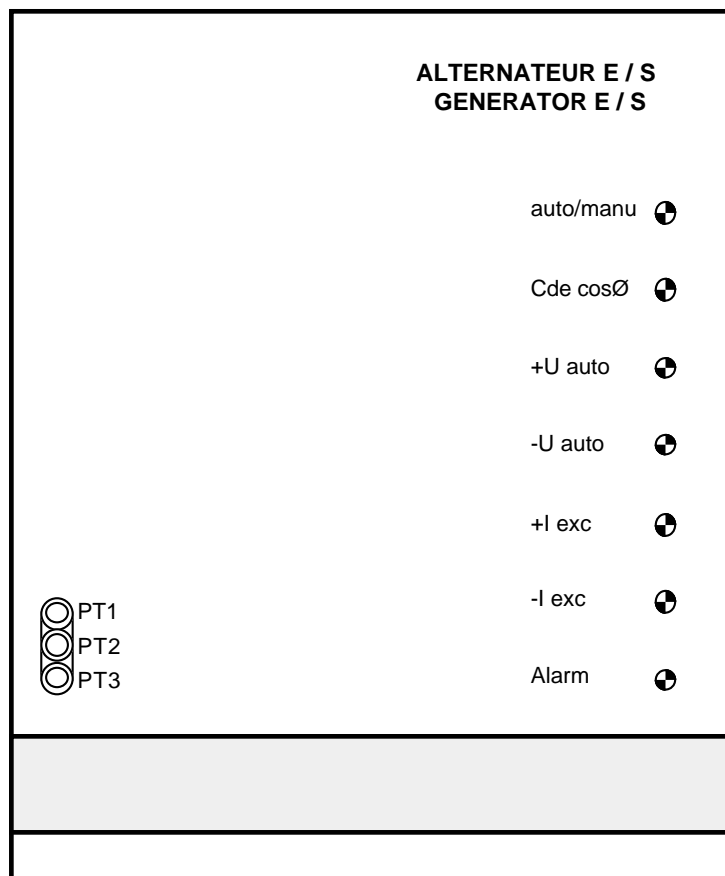 ALTERNATEUR E / S
GENERATOR E / S
auto/manu
Cde cosØ
+U auto
-U auto
+I exc
-I exc
Alarm
PT1
PT2
PT3